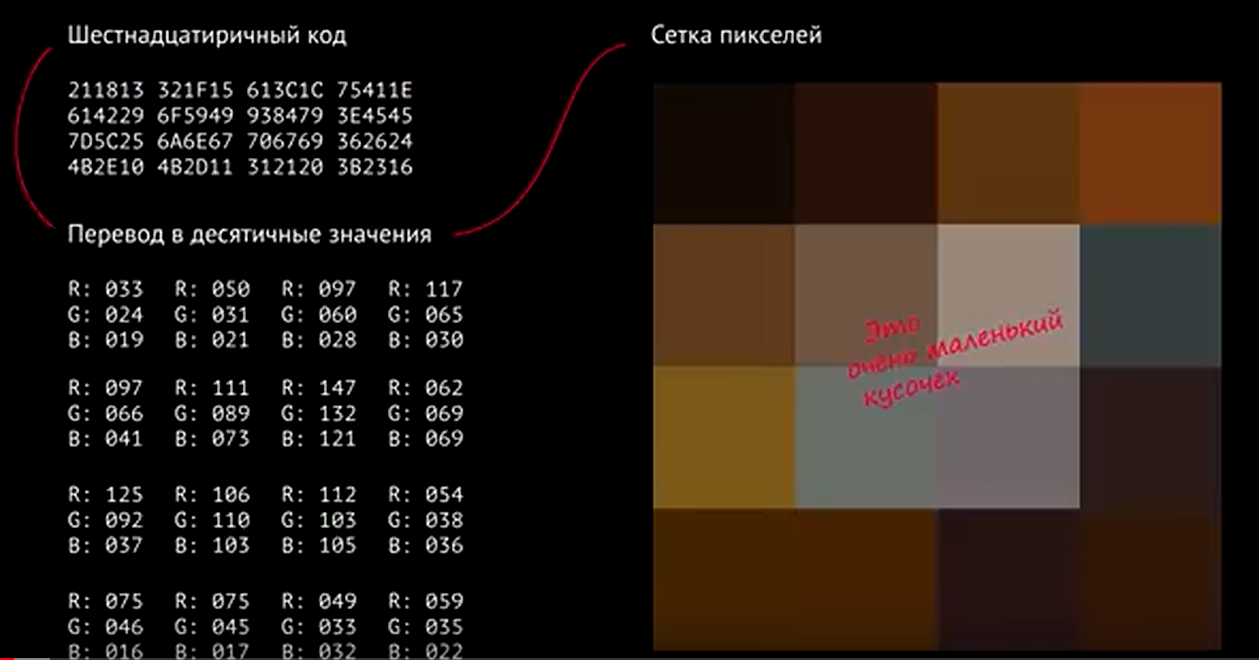 Шестнадцатиричный код
211813 321F15 613C1C 75411E
614229 6F5949 938479 3E4545
7D5C25 6A6E67 706769 362624
4B2E10 4B2D11 312120 3B2316
Перевод в десятичные значения
R: 033 R: 050 R: 097 R: 117
G: 024 G: 031 G: 060 G: 065
B: 019 B: 021 B: 028 B: 030
R: 097 R: 111 R: 147 R: 062
G: 066 G: 089 G: 132 G: 069
B: 041 B: 073 B: 121 B: 069
R: 125 R: 106 R: 112 R: 054
G: 092 G: 110 G: 103 G: 038
B: 037 B: 103 B: 105 B: 036
R: 075 R: 075 R: 049 R: 059
G: 046 G: 045 G: 033 G: 035
B: 016 B: 017 B: 032 B: 022
Сетка пикселей
Это
очень маленький
кусочек